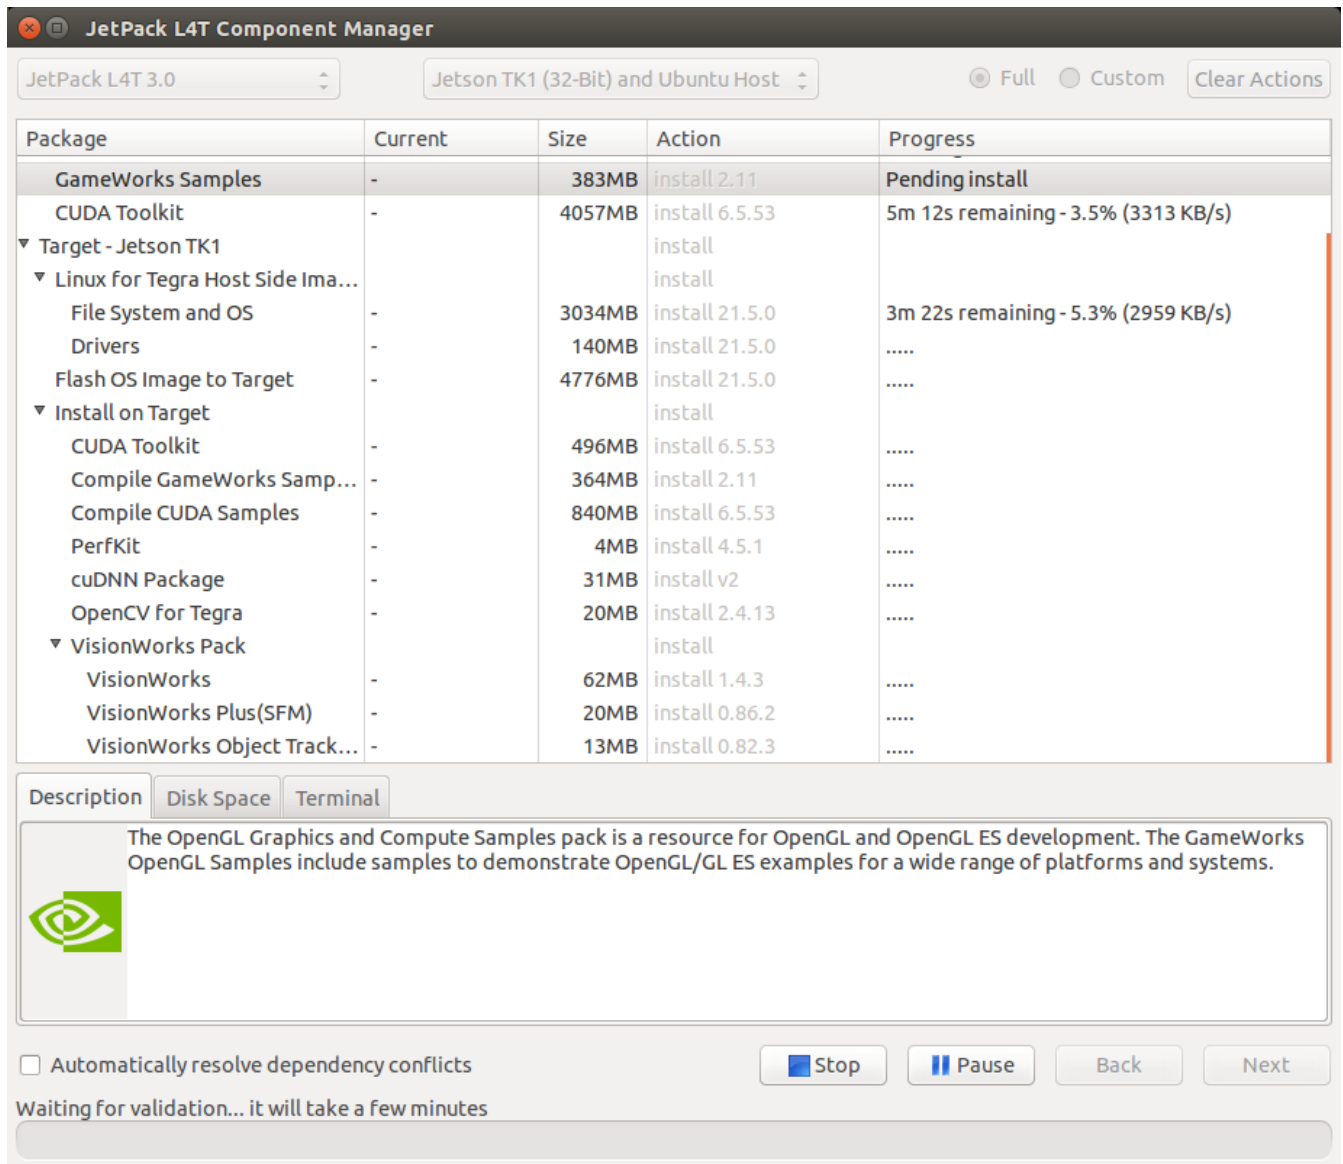 JetPack L4T Component Manager
JetPack L4T 3.0 Jetson TK1 (32-Bit) and Ubuntu Host Full Custom Clear Actions
Package Current Size Action Progress
GameWorks Samples - 383MB install 2.11 Pending install
CUDA Toolkit - 4057MB install 6.5.53 5m 12s remaining - 3.5% (3313 KB/s)
Target - Jetson TK1 install
Linux for Tegra Host Side Ima... install
File System and OS - 3034MB install 21.5.0 3m 22s remaining - 5.3% (2959 KB/s)
Drivers - 140MB install 21.5.0 .....
Flash OS Image to Target - 4776MB install 21.5.0 .....
Install on Target install
CUDA Toolkit - 496MB install 6.5.53 .....
Compile GameWorks Samp... - 364MB install 2.11 .....
Compile CUDA Samples - 840MB install 6.5.53 .....
PerfKit - 4MB install 4.5.1 .....
cuDNN Package - 31MB install v2 .....
OpenCV for Tegra - 20MB install 2.4.13 .....
VisionWorks Pack install
VisionWorks - 62MB install 1.4.3 .....
VisionWorks Plus(SFM) - 20MB install 0.86.2 .....
VisionWorks Object Track... - 13MB install 0.82.3 .....
Description Disk Space Terminal
The OpenGL Graphics and Compute Samples pack is a resource for OpenGL and OpenGL ES development. The GameWorks
OpenGL Samples include samples to demonstrate OpenGL/GL ES examples for a wide range of platforms and systems.
Automatically resolve dependency conflicts Stop Pause Back Next
Waiting for validation... it will take a few minutes